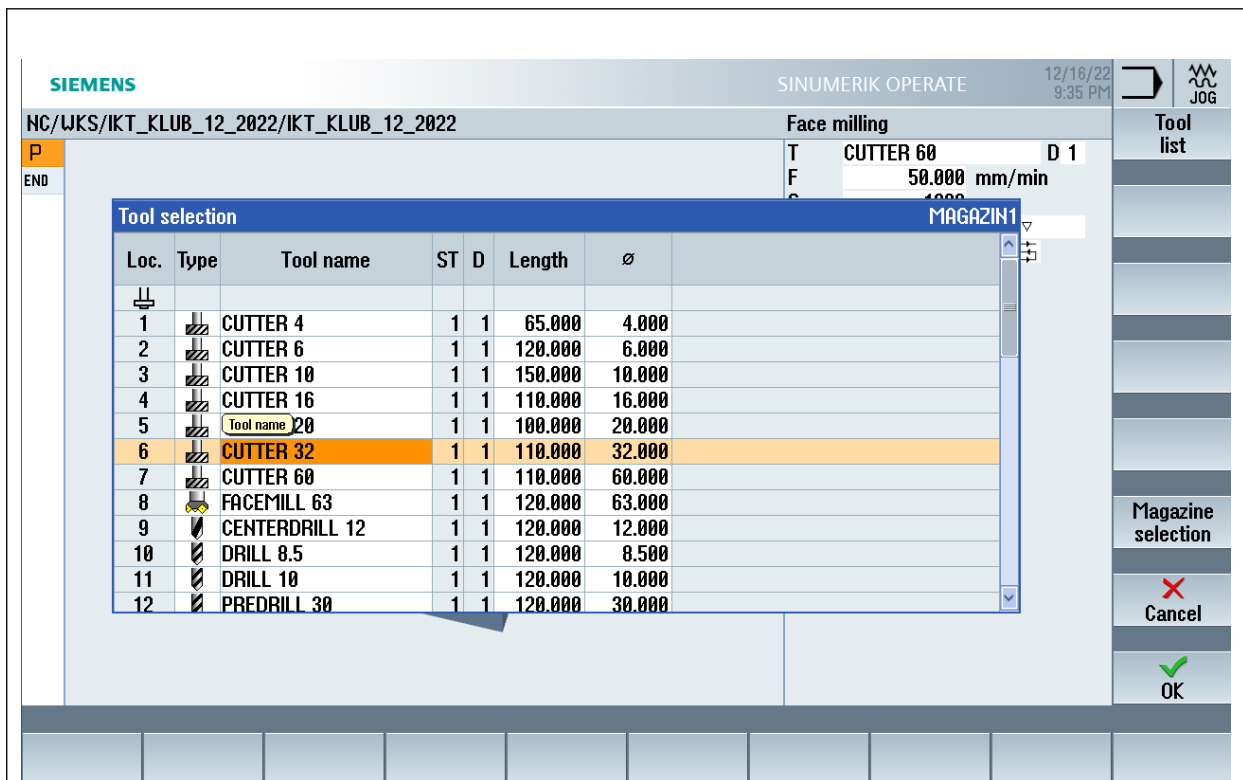 SIEMENS SINUMERIK OPERATE 12/16/22
9:35 PM
JOG
NC/WKS/IKT_KLUB_12_2022/IKT_KLUB_12_2022 Face milling Tool
list
P T CUTTER 60 D 1
END F 50.000 mm/min
Tool selection MAGAZIN1
Loc. Type Tool name ST D Length ø
1 CUTTER 4 1 1 65.000 4.000
2 CUTTER 6 1 1 120.000 6.000
3 CUTTER 10 1 1 150.000 10.000
4 CUTTER 16 1 1 110.000 16.000
5 Tool name 20 1 1 100.000 20.000
6 CUTTER 32 1 1 110.000 32.000
7 CUTTER 60 1 1 110.000 60.000
8 FACEMILL 63 1 1 120.000 63.000
9 CENTERDRILL 12 1 1 120.000 12.000
10 DRILL 8.5 1 1 120.000 8.500
11 DRILL 10 1 1 120.000 10.000
12 PREDRILL 30 1 1 120.000 30.000
Magazine
selection
Cancel
OK